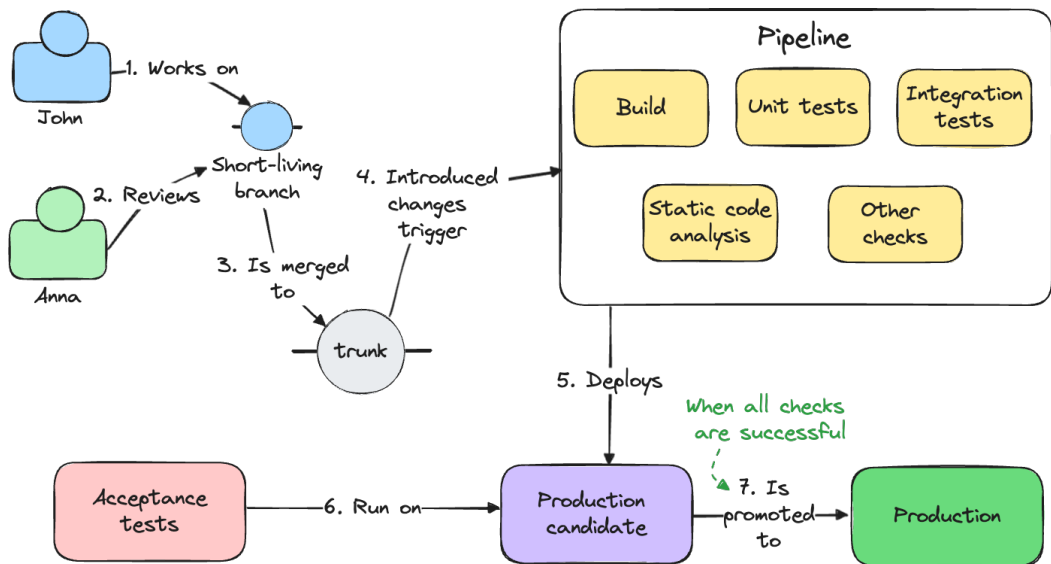 John
1. Works on
Short-living
branch
2. Reviews
Anna
3. Is merged
to
trunk
4. Introduced
changes
trigger
Pipeline
Build
Unit tests
Integration
tests
Static code
analysis
Other
checks
5. Deploys
Acceptance
tests
6. Run on
Production
candidate
When all checks
are successful
7. Is
promoted
to
Production